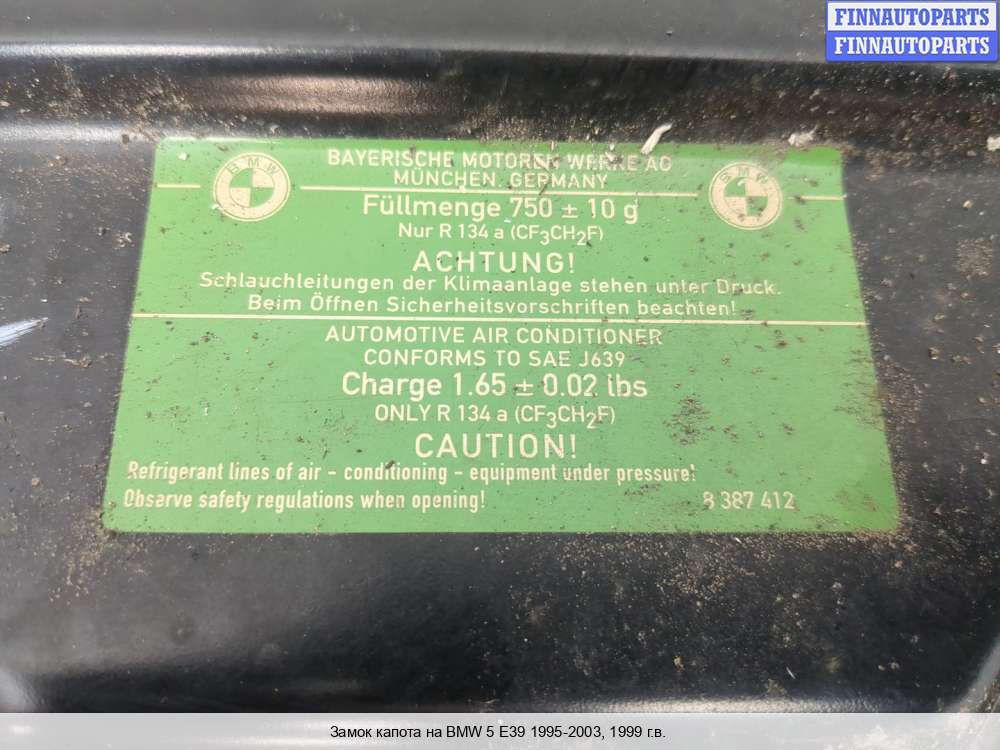 FINNAUTOPARTS
FINNAUTOPARTS
BMW
BMW
BAYERISCHE MOTOREN WERKE AG
MÜNCHEN. GERMANY
Füllmenge 750 ± 10 g
Nur R 134 a (CF3CH2F)
ACHTUNG!
Schlauchleitungen der Klimaanlage stehen unter Druck.
Beim Öffnen Sicherheitsvorschriften beachten!
AUTOMOTIVE AIR CONDITIONER
CONFORMS TO SAE J639
Charge 1.65 ± 0.02 lbs
ONLY R 134 a (CF3CH2F)
CAUTION!
Refrigerant lines of air - conditioning - equipment under pressure!
Observe safety regulations when opening! 8 387 412
Замок капота на BMW 5 E39 1995-2003, 1999 г.в.